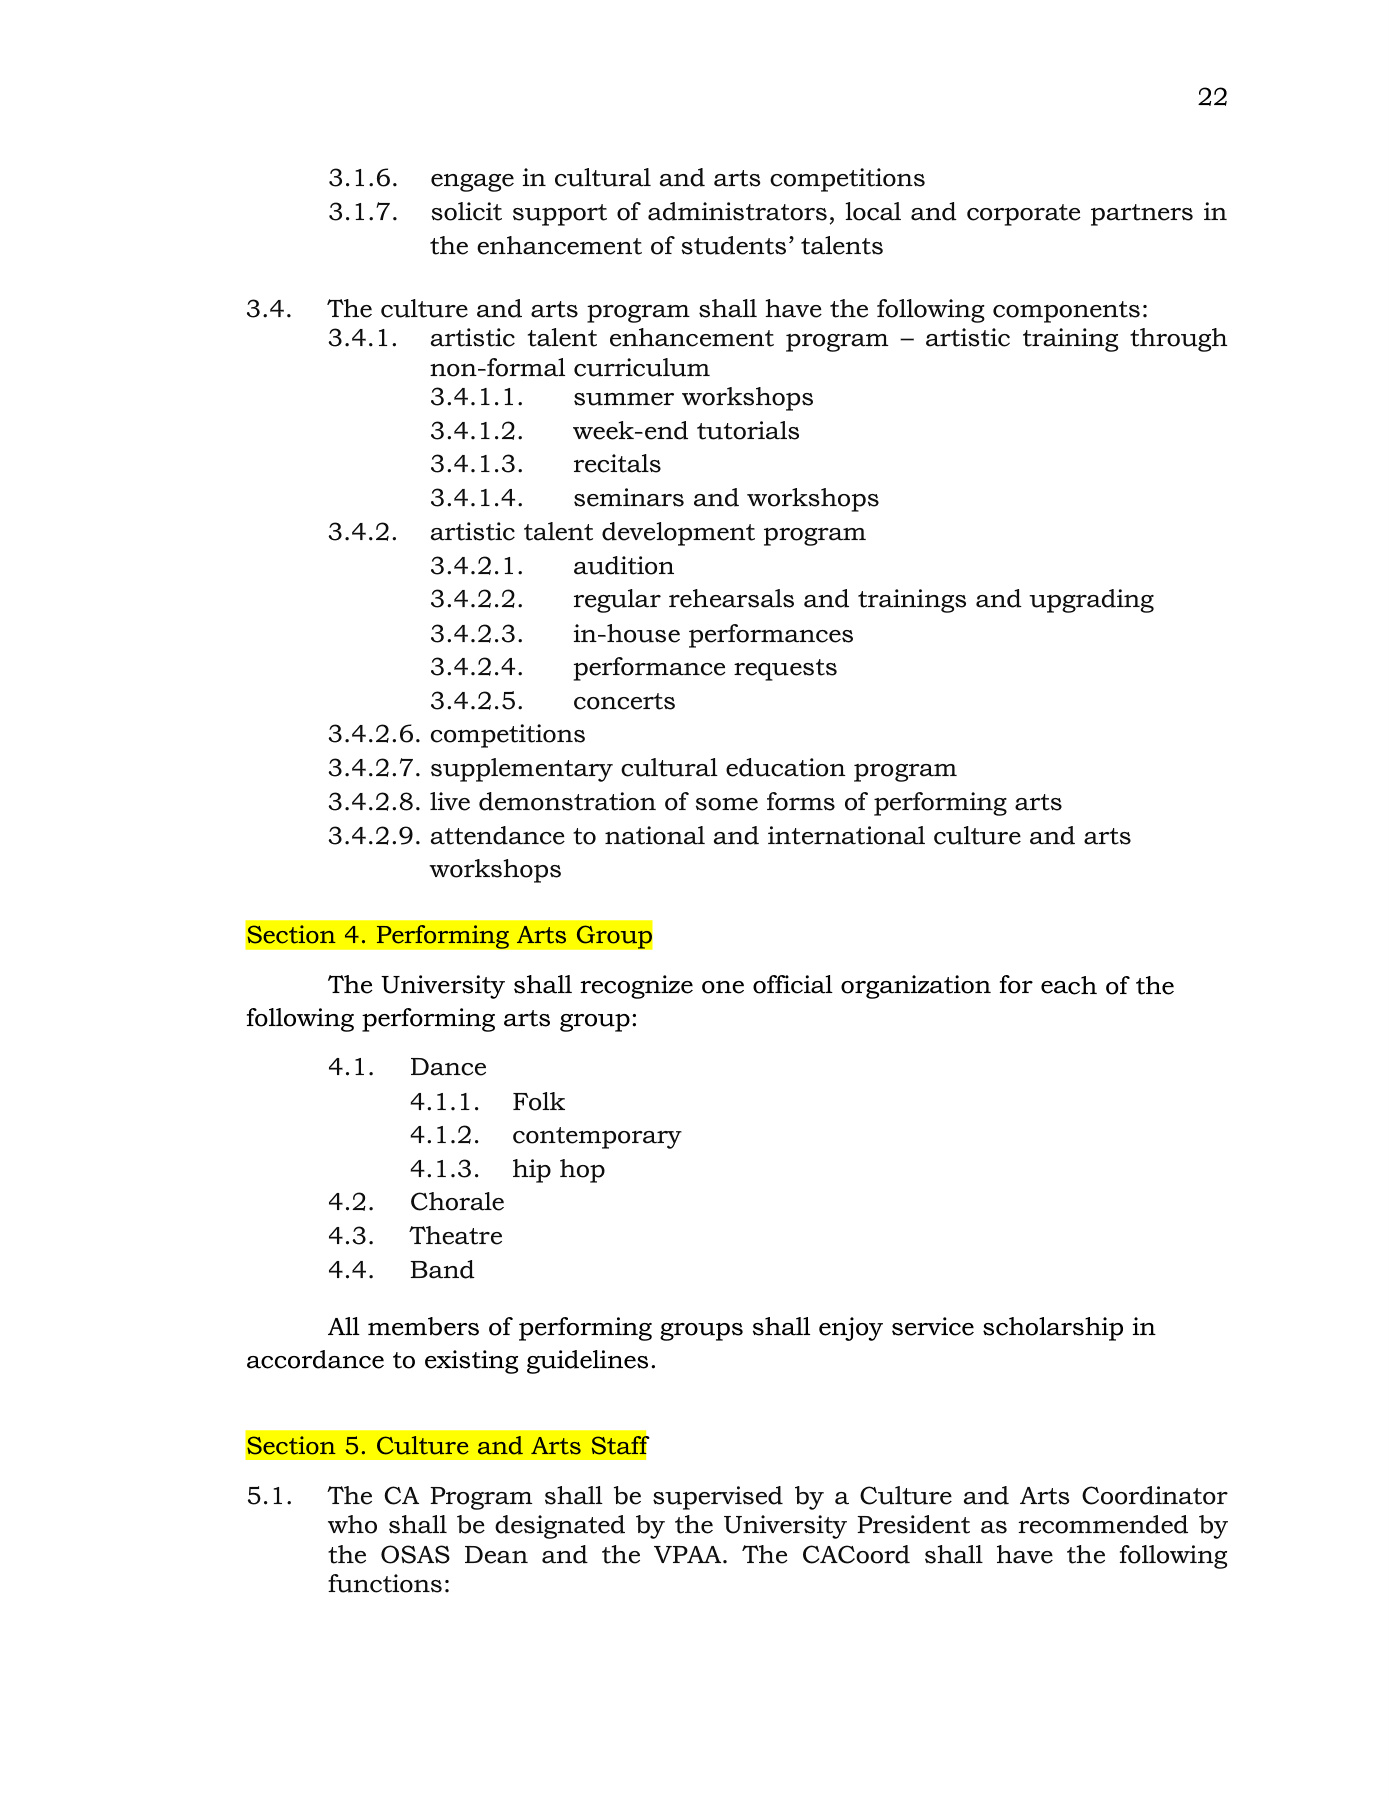 22
3.1.6. engage in cultural and arts competitions
3.1.7. solicit support of administrators, local and corporate partners in
the enhancement of students’ talents
3.4. The culture and arts program shall have the following components:
3.4.1. artistic talent enhancement program – artistic training through
non-formal curriculum
3.4.1.1. summer workshops
3.4.1.2. week-end tutorials
3.4.1.3. recitals
3.4.1.4. seminars and workshops
3.4.2. artistic talent development program
3.4.2.1. audition
3.4.2.2. regular rehearsals and trainings and upgrading
3.4.2.3. in-house performances
3.4.2.4. performance requests
3.4.2.5. concerts
3.4.2.6. competitions
3.4.2.7. supplementary cultural education program
3.4.2.8. live demonstration of some forms of performing arts
3.4.2.9. attendance to national and international culture and arts
workshops
Section 4. Performing Arts Group
The University shall recognize one official organization for each of the
following performing arts group:
4.1. Dance
4.1.1. Folk
4.1.2. contemporary
4.1.3. hip hop
4.2. Chorale
4.3. Theatre
4.4. Band
All members of performing groups shall enjoy service scholarship in
accordance to existing guidelines.
Section 5. Culture and Arts Staff
5.1. The CA Program shall be supervised by a Culture and Arts Coordinator
who shall be designated by the University President as recommended by
the OSAS Dean and the VPAA. The CACoord shall have the following
functions: